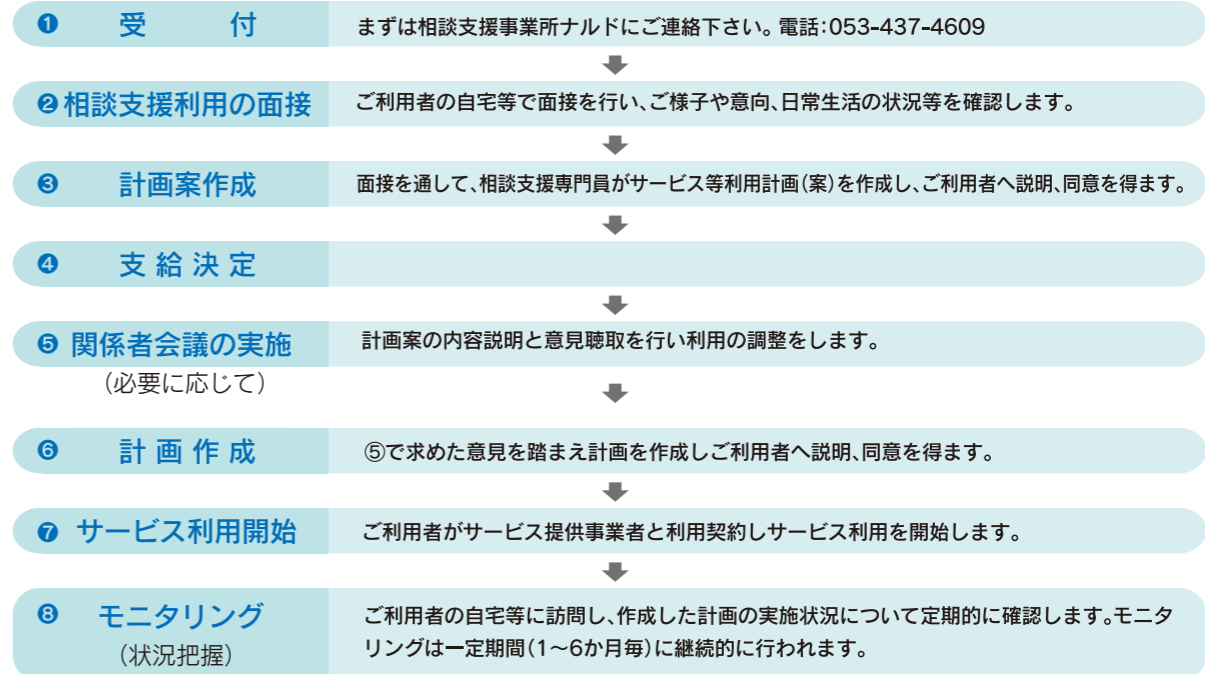 ❶ 受 付 まずは相談支援事業所ナルドにご連絡下さい。電話：053-437-4609
❷相談支援利用の面接 ご利用者の自宅等で面接を行い、ご様子や意向、日常生活の状況等を確認します。
❸ 計画案作成 面接を通して、相談支援専門員がサービス等利用計画（案）を作成し、ご利用者へ説明、同意を得ます。
❹ 支給決定
❺ 関係者会議の実施 計画案の内容説明と意見聴取を行い利用の調整をします。
（必要に応じて）
❻ 計画作成 ⑤で求めた意見を踏まえ計画を作成しご利用者へ説明、同意を得ます。
❼ サービス利用開始 ご利用者がサービス提供事業者と利用契約しサービス利用を開始します。
❽ モニタリング ご利用者の自宅等に訪問し、作成した計画の実施状況について定期的に確認します。モニタ
（状況把握） リングは一定期間（1〜6か月毎）に継続的に行われます。